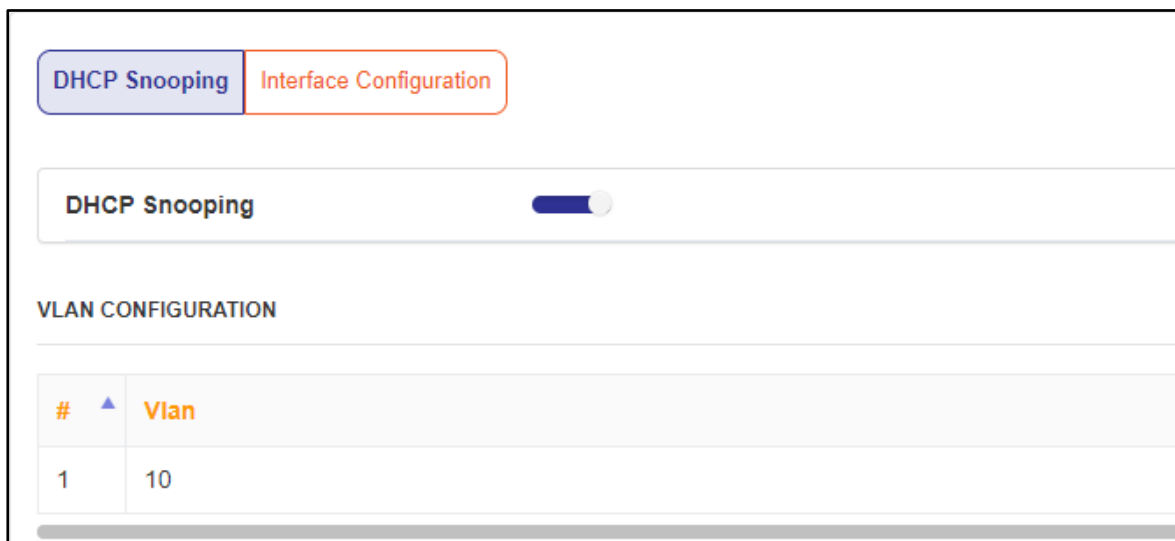 DHCP Snooping Interface Configuration
DHCP Snooping
VLAN CONFIGURATION
# Vlan
1 10